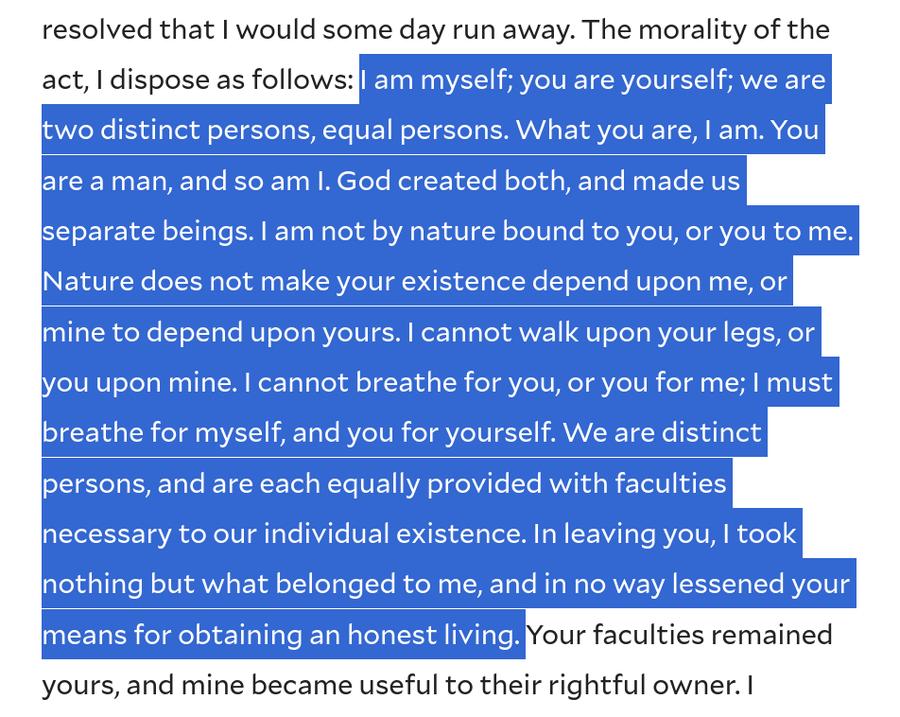 resolved that I would some day run away. The morality of the
act, I dispose as follows: I am myself; you are yourself; we are
two distinct persons, equal persons. What you are, I am. You
are a man, and so am I. God created both, and made us
separate beings. I am not by nature bound to you, or you to me.
Nature does not make your existence depend upon me, or
mine to depend upon yours. I cannot walk upon your legs, or
you upon mine. I cannot breathe for you, or you for me; I must
breathe for myself, and you for yourself. We are distinct
persons, and are each equally provided with faculties
necessary to our individual existence. In leaving you, I took
nothing but what belonged to me, and in no way lessened your
means for obtaining an honest living. Your faculties remained
yours, and mine became useful to their rightful owner. I